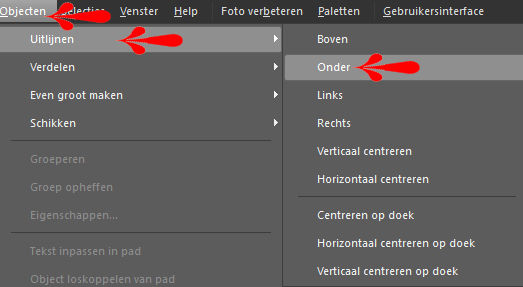 Objecten Selecties Venster Help Foto verbeteren Paletten Gebruikersinterface
Uitlijnen
Verdelen
Even groot maken
Schikken
Groeperen
Groep opheffen
Eigenschappen...
Tekst inpassen in pad
Object loskoppelen van pad
Boven
Onder
Links
Rechts
Verticaal centreren
Horizontaal centreren
Centreren op doek
Horizontaal centreren op doek
Verticaal centreren op doek